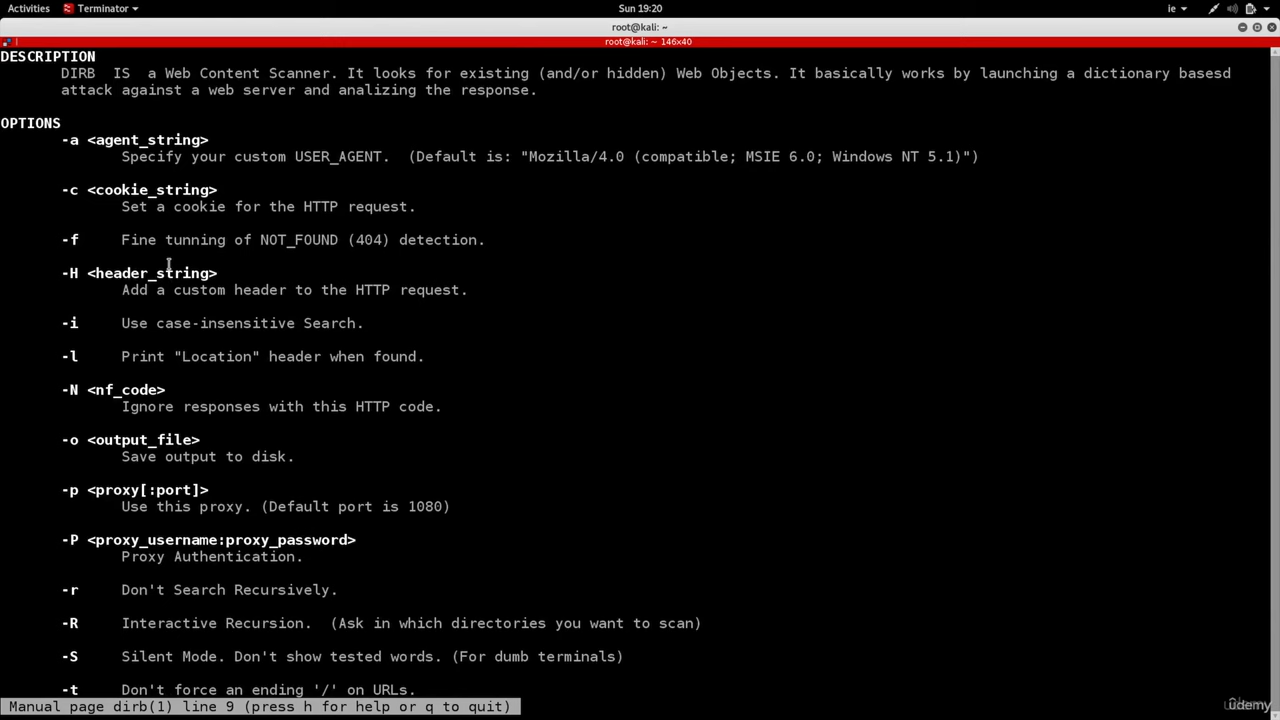 Activities Terminator Sun 19:20 ie
root@kali: ~
root@kali: ~ 146x40
DESCRIPTION
DIRB IS a Web Content Scanner. It looks for existing (and/or hidden) Web Objects. It basically works by launching a dictionary basesd
attack against a web server and analizing the response.
OPTIONS
-a <agent_string>
Specify your custom USER_AGENT. (Default is: "Mozilla/4.0 (compatible; MSIE 6.0; Windows NT 5.1)")
-c <cookie_string>
Set a cookie for the HTTP request.
-f Fine tunning of NOT_FOUND (404) detection.
-H <header_string>
Add a custom header to the HTTP request.
-i Use case-insensitive Search.
-l Print "Location" header when found.
-N <nf_code>
Ignore responses with this HTTP code.
-o <output_file>
Save output to disk.
-p <proxy[:port]>
Use this proxy. (Default port is 1080)
-P <proxy_username:proxy_password>
Proxy Authentication.
-r Don't Search Recursively.
-R Interactive Recursion. (Ask in which directories you want to scan)
-S Silent Mode. Don't show tested words. (For dumb terminals)
-t Don't force an ending '/' on URLs.
Manual page dirb(1) line 9 (press h for help or q to quit)
ûdemy